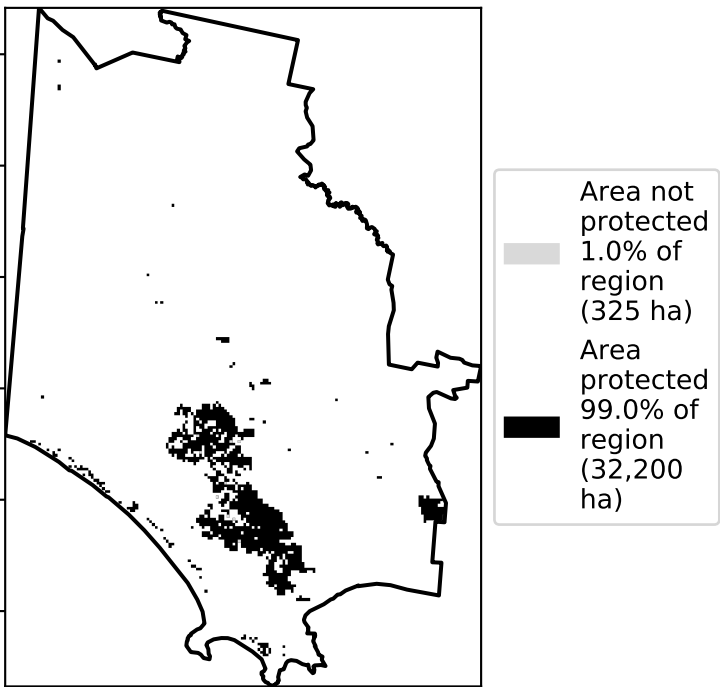 Area not
protected
1.0% of
region
(325 ha)
Area
protected
99.0% of
region
(32,200
ha)